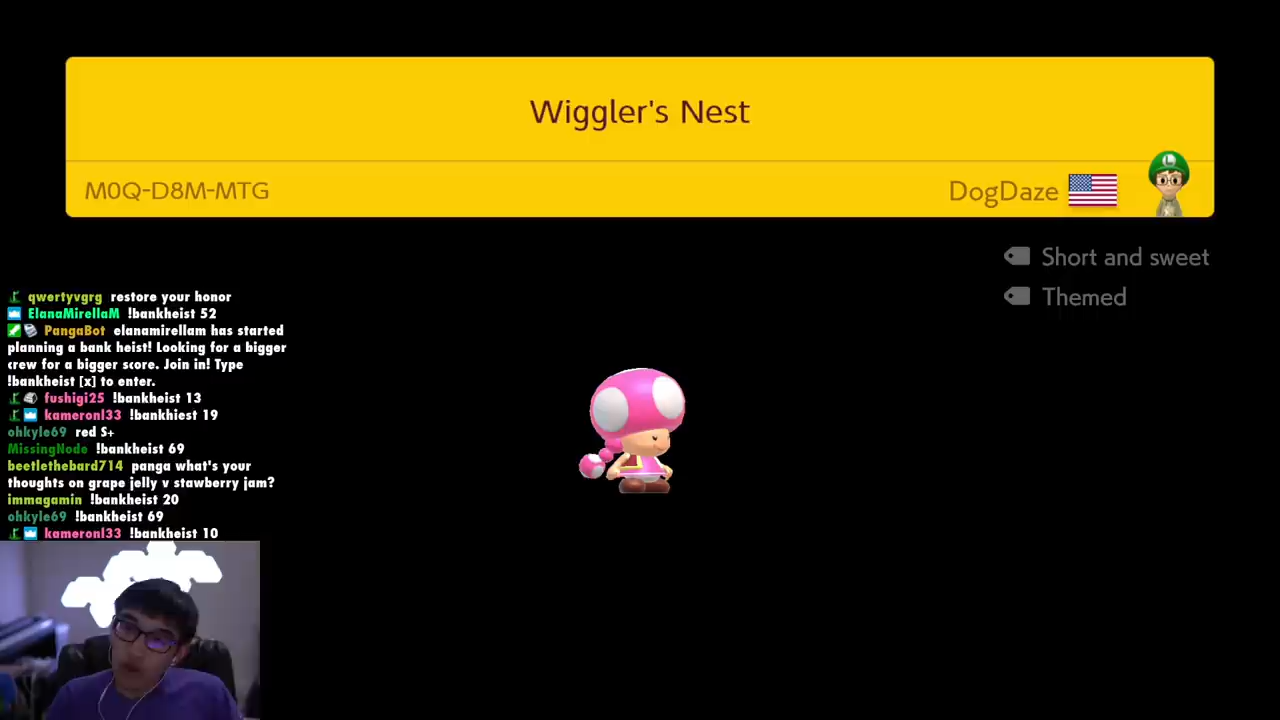 Wiggler's Nest
M0Q-D8M-MTG
DogDaze
L
Short and sweet
Themed
qwertyvgrg restore your honor
ElanaMirellaM !bankheist 52
PangaBot elanamirellam has started
planning a bank heist! Looking for a bigger
crew for a bigger score. Join in! Type
!bankheist [x] to enter.
fushigi25 !bankheist 13
kameronl33 !bankhiest 19
ohkyle69 red S+
MissingNode !bankheist 69
beetlethebard714 panga what's your
thoughts on grape jelly v stawberry jam?
immagamin !bankheist 20
ohkyle69 !bankheist 69
kameronl33 !bankheist 10